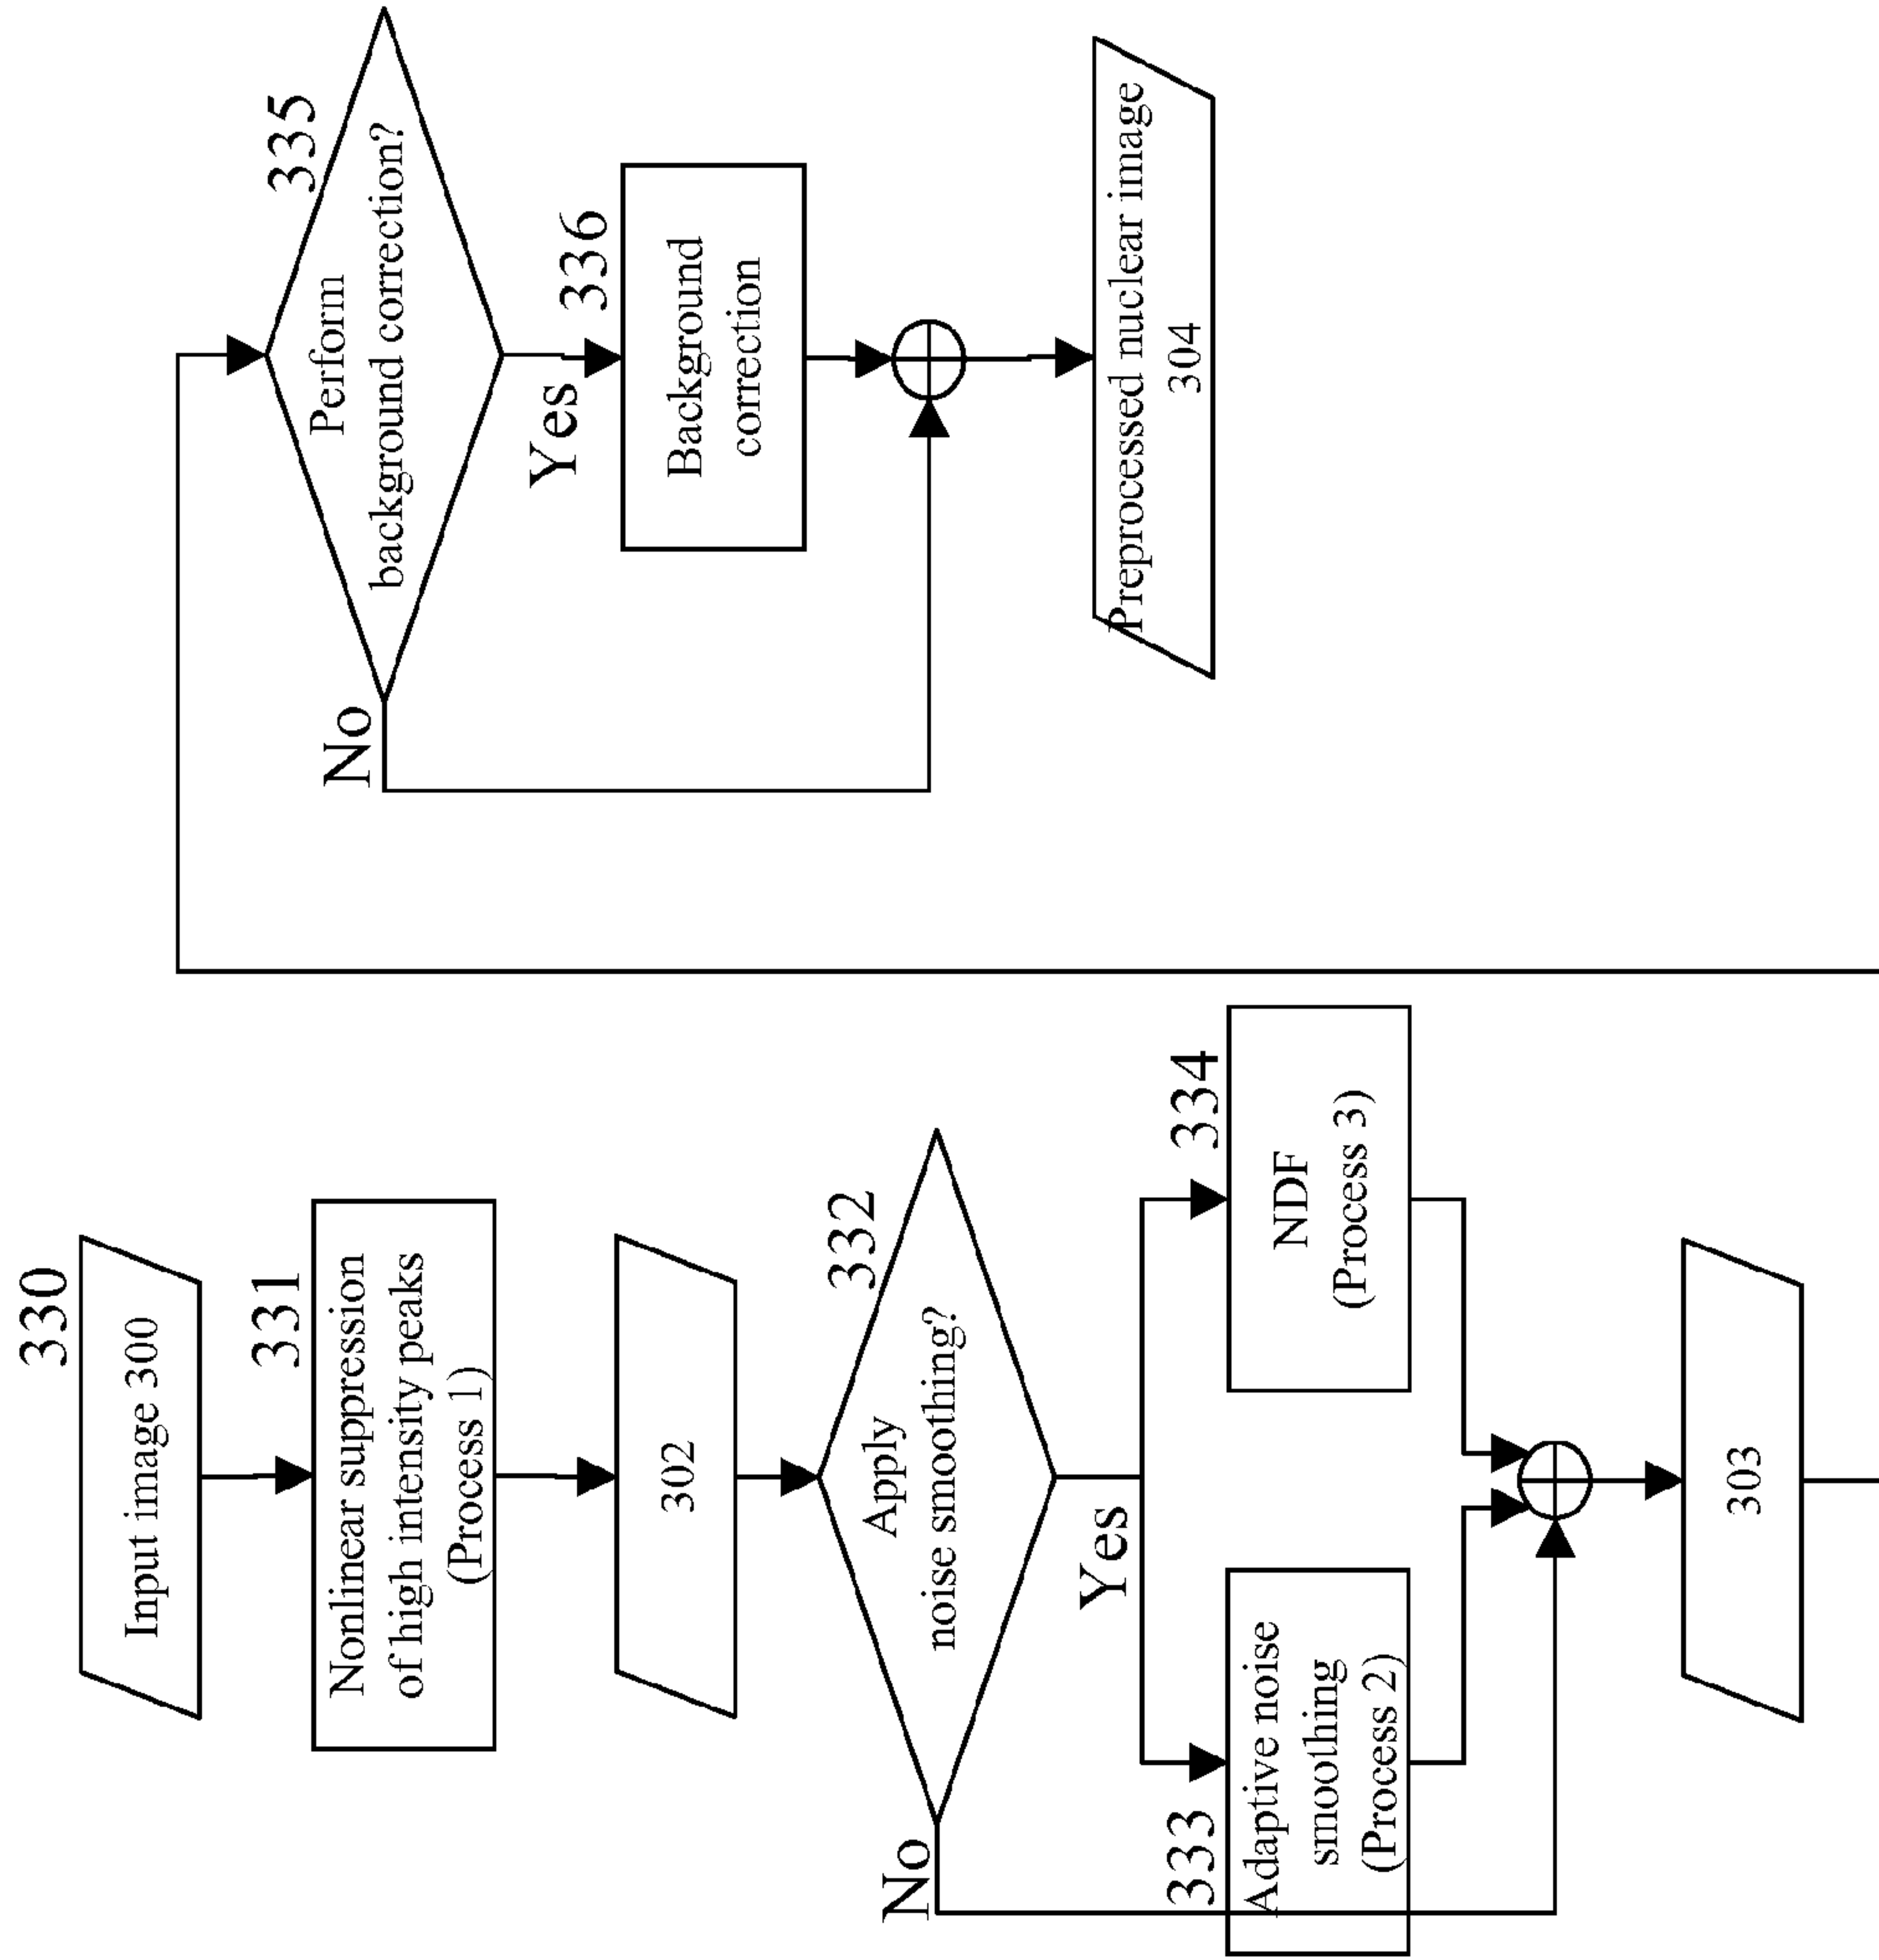 330
Input image 300
331
Nonlinear suppression
of high intensity peaks
(Process 1)
302
332
Apply
noise smoothing?
No
Yes
333
Adaptive noise
smoothing
(Process 2)
334
NDF
(Process 3)
303
335
Perform
background correction?
No
Yes
336
Background
correction
Preprocessed nuclear image
304